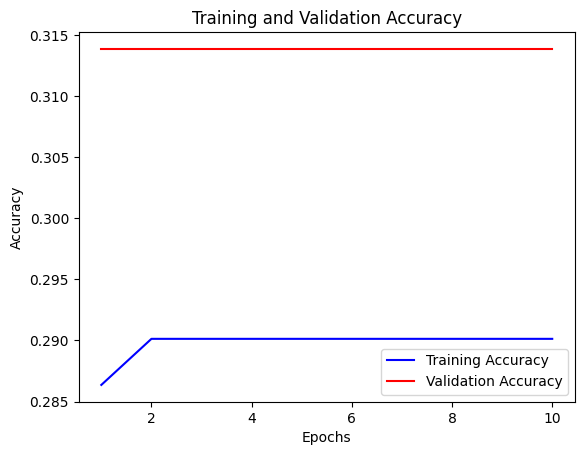 Training and Validation Accuracy
0.315
0.310
0.305
0.300
0.295
0.290
0.285
Accuracy
2
4
6
8
10
Epochs
Training Accuracy
Validation Accuracy